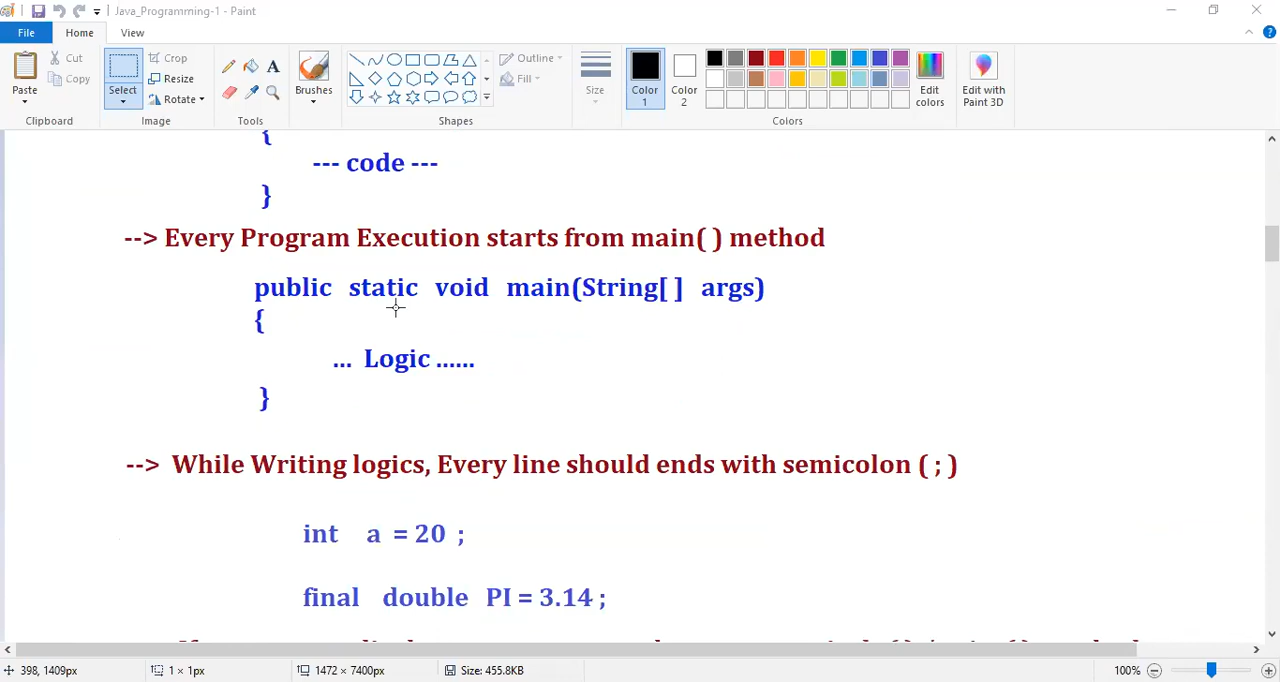 Java_Programming-1 - Paint
File Home View
Paste
Cut
Copy
Clipboard
Select
Crop
Resize
Rotate
Image
Tools
Brushes
Shapes
Outline
Fill
Size
Color 1
Color 2
Colors
Edit colors
Edit with Paint 3D
{
--- code ---
}
--> Every Program Execution starts from main( ) method
public static void main(String[ ] args)
{
... Logic ......
}
--> While Writing logics, Every line should ends with semicolon ( ; )
int a = 20 ;
final double PI = 3.14 ;
398, 1409px
1 × 1px
1472 × 7400px
Size: 455.8KB
100%